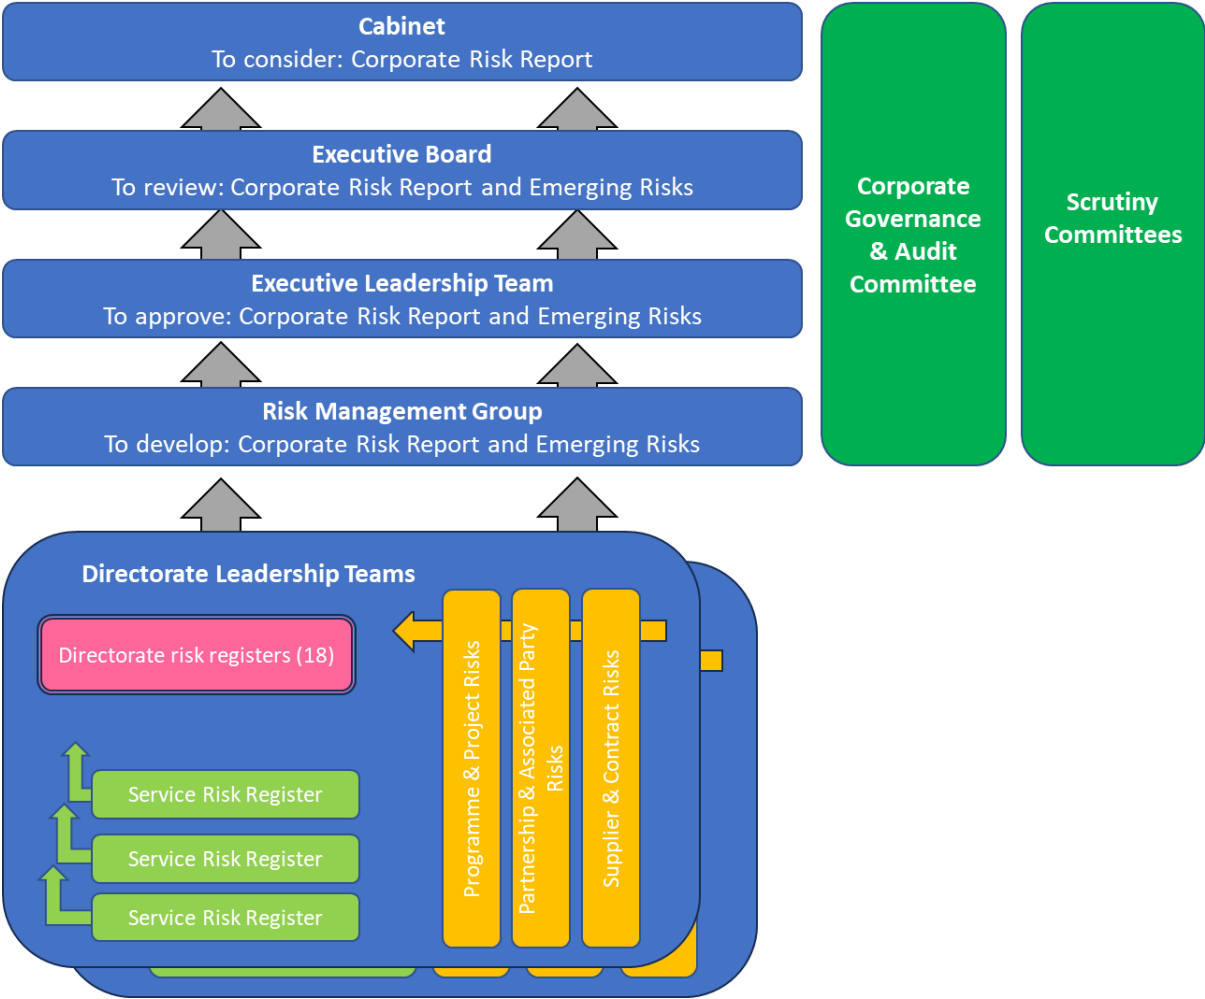 Cabinet
To consider: Corporate Risk Report
Executive Board
To review: Corporate Risk Report and Emerging Risks
Executive Leadership Team
To approve: Corporate Risk Report and Emerging Risks
Risk Management Group
To develop: Corporate Risk Report and Emerging Risks
Corporate
Governance
& Audit
Committee
Scrutiny
Committees
Directorate Leadership Teams
Directorate risk registers (18)
Service Risk Register
Service Risk Register
Service Risk Register
Programme & Project Risks
Partnership & Associated Party
Risks
Supplier & Contract Risks